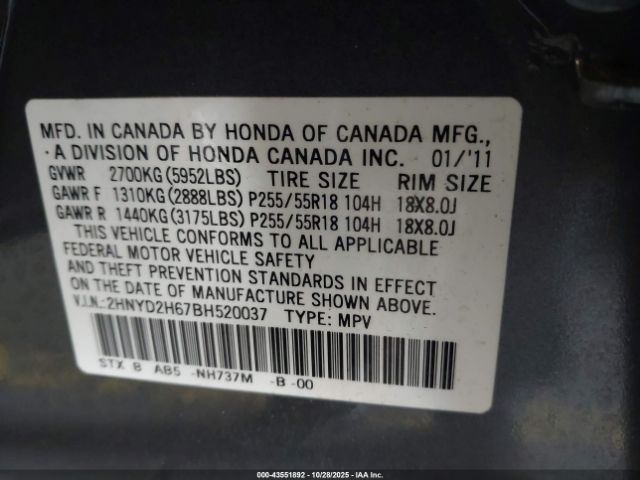 MFD. IN CANADA BY HONDA OF CANADA MFG.,
A DIVISION OF HONDA CANADA INC. 01/'11
GVWR 2700KG (5952LBS) TIRE SIZE RIM SIZE
GAWR F 1310KG (2888LBS) P255/55R18 104H 18X8.0J
GAWR R 1440KG (3175LBS) P255/55R18 104H 18X8.0J
THIS VEHICLE CONFORMS TO ALL APPLICABLE
FEDERAL MOTOR VEHICLE SAFETY
AND THEFT PREVENTION STANDARDS IN EFFECT
ON THE DATE OF MANUFACTURE SHOWN ABOVE.
V.I.N.:2HNYD2H67BH520037 TYPE: MPV
STX B AB5 -NH737M -B -00
000-43551892 | 10/28/2025 | IAAI.COM